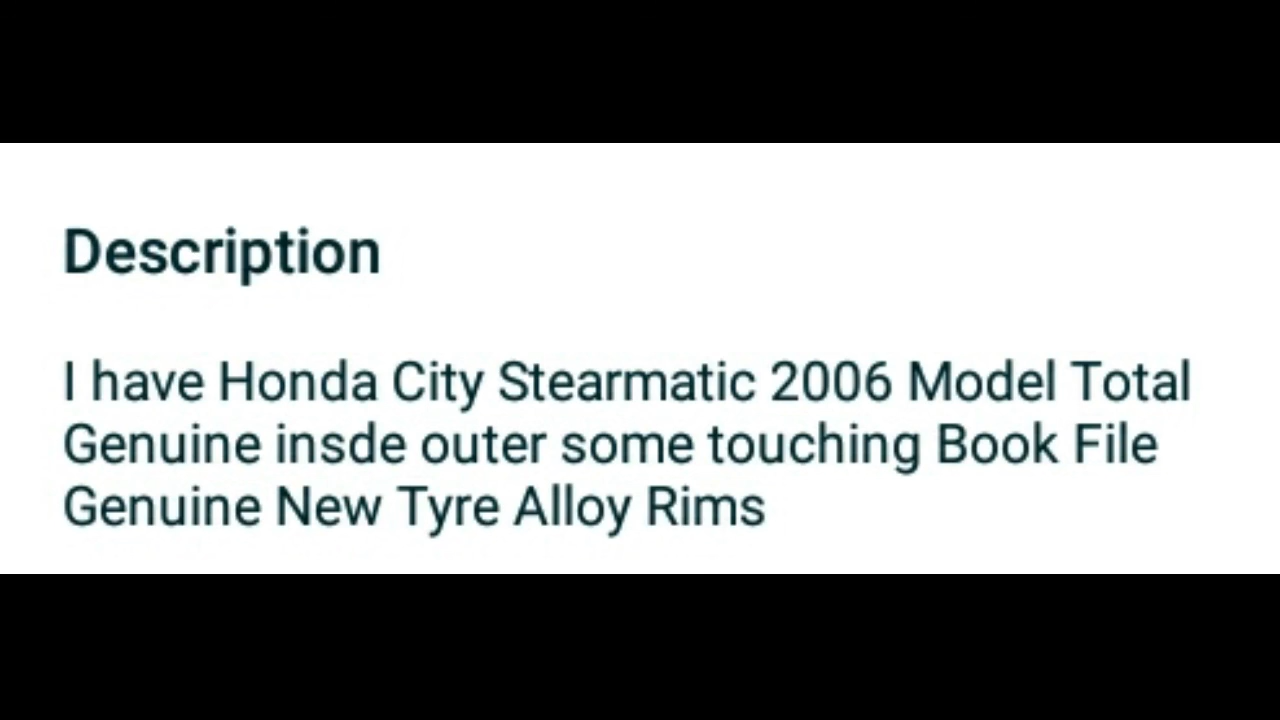 Description
I have Honda City Stearmatic 2006 Model Total
Genuine insde outer some touching Book File
Genuine New Tyre Alloy Rims